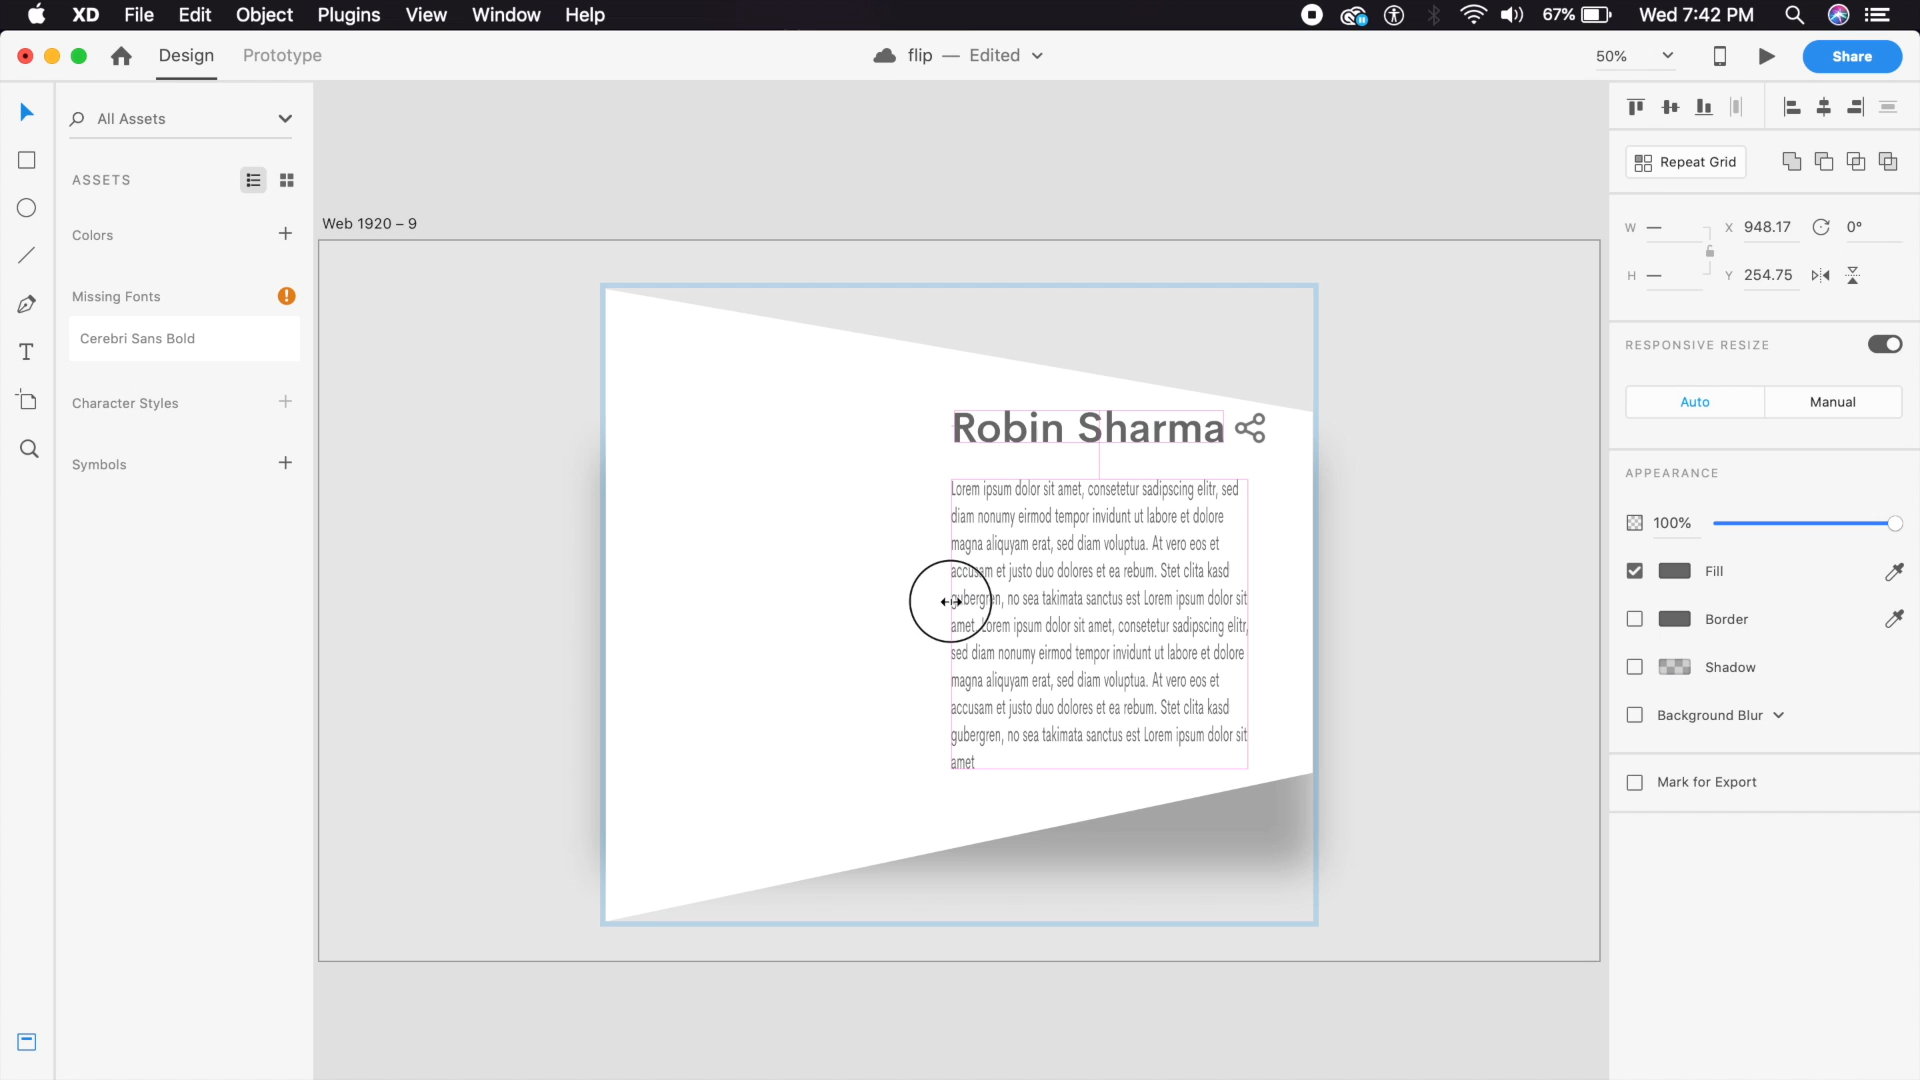 XD File Edit Object Plugins View Window Help 67% Wed 7:42 PM
Design Prototype flip — Edited 50% Share
All Assets
ASSETS
Colors
Missing Fonts
Cerebri Sans Bold
Character Styles
Symbols
Web 1920 – 9
Robin Sharma
Lorem ipsum dolor sit amet, consetetur sadipscing elitr, sed
diam nonumy eirmod tempor invidunt ut labore et dolore
magna aliquyam erat, sed diam voluptua. At vero eos et
accusam et justo duo dolores et ea rebum. Stet clita kasd
gubergren, no sea takimata sanctus est Lorem ipsum dolor sit
amet. Lorem ipsum dolor sit amet, consetetur sadipscing elitr,
sed diam nonumy eirmod tempor invidunt ut labore et dolore
magna aliquyam erat, sed diam voluptua. At vero eos et
accusam et justo duo dolores et ea rebum. Stet clita kasd
gubergren, no sea takimata sanctus est Lorem ipsum dolor sit
amet
Repeat Grid
W — X 948.17 0°
H — Y 254.75
RESPONSIVE RESIZE
Auto Manual
APPEARANCE
100%
Fill
Border
Shadow
Background Blur
Mark for Export